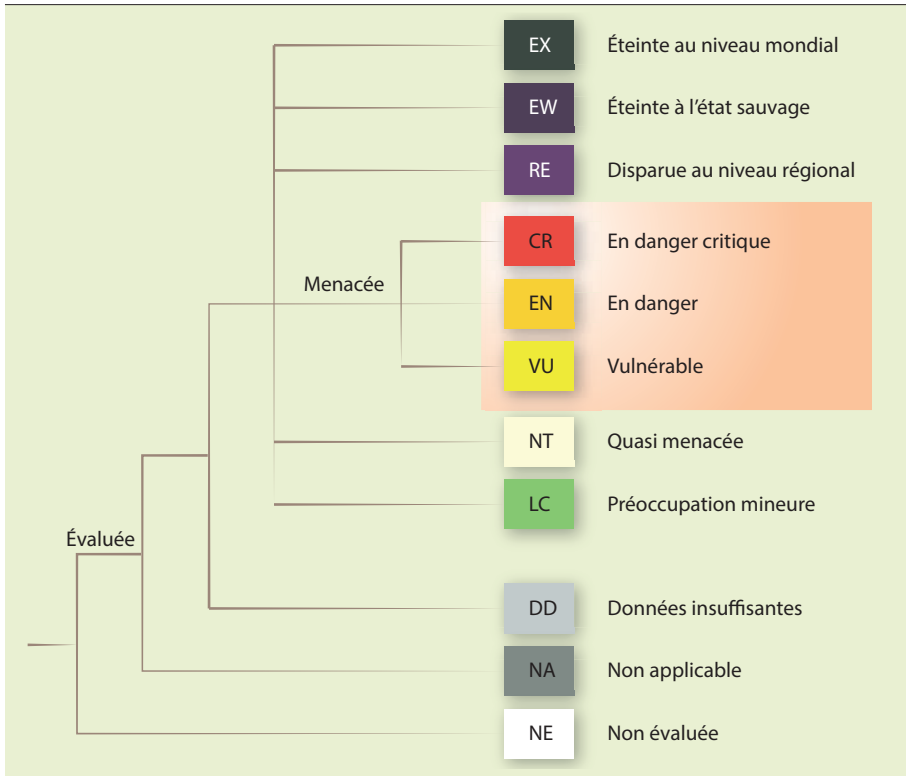 EX Éteinte au niveau mondial
EW Éteinte à l’état sauvage
RE Disparue au niveau régional
CR En danger critique
Menacée
EN En danger
VU Vulnérable
NT Quasi menacée
LC Préoccupation mineure
Évaluée
DD Données insuffisantes
NA Non applicable
NE Non évaluée